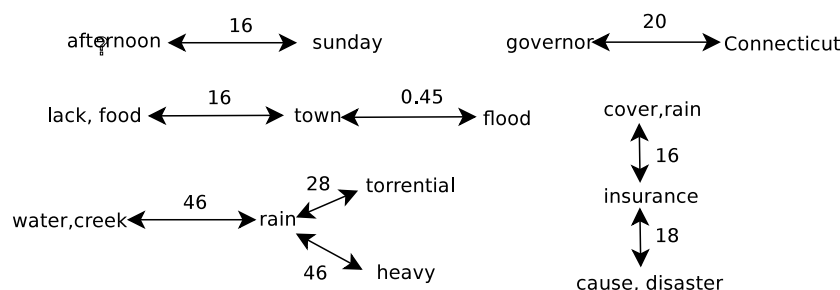 afternoon 16 sunday
governor 20 Connecticut
lack, food 16 town 0.45 flood
cover,rain
16
insurance
18
cause, disaster
water,creek 46 rain
28 torrential
46 heavy